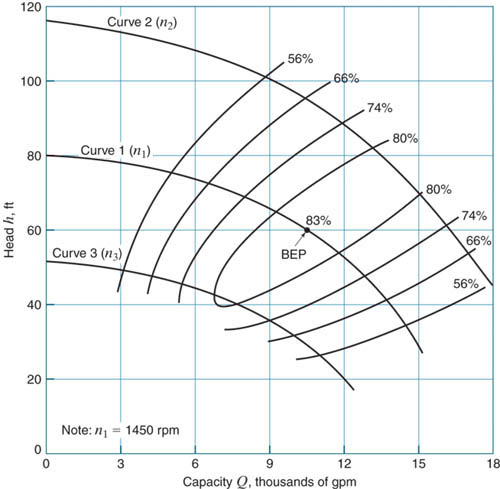 120
Curve 2 (n₂)
56%
100
66%
74%
80%
80
Curve 1 (n₁)
80%
83%
74%
60
BEP
66%
Curve 3 (n₃)
56%
40
20
Note: n₁ = 1450 rpm
0
0 3 6 9 12 15 18
Head h, ft
Capacity Q, thousands of gpm